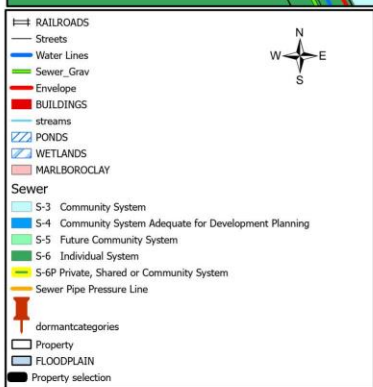 RAILROADS
Streets
Water Lines
Sewer_Grav
Envelope
BUILDINGS
streams
PONDS
WETLANDS
MARLBOROCLAY
Sewer
S-3 Community System
S-4 Community System Adequate for Development Planning
S-5 Future Community System
S-6 Individual System
S-6P Private, Shared or Community System
Sewer Pipe Pressure Line
dormantcategories
Property
FLOODPLAIN
Property selection
N
W E
S